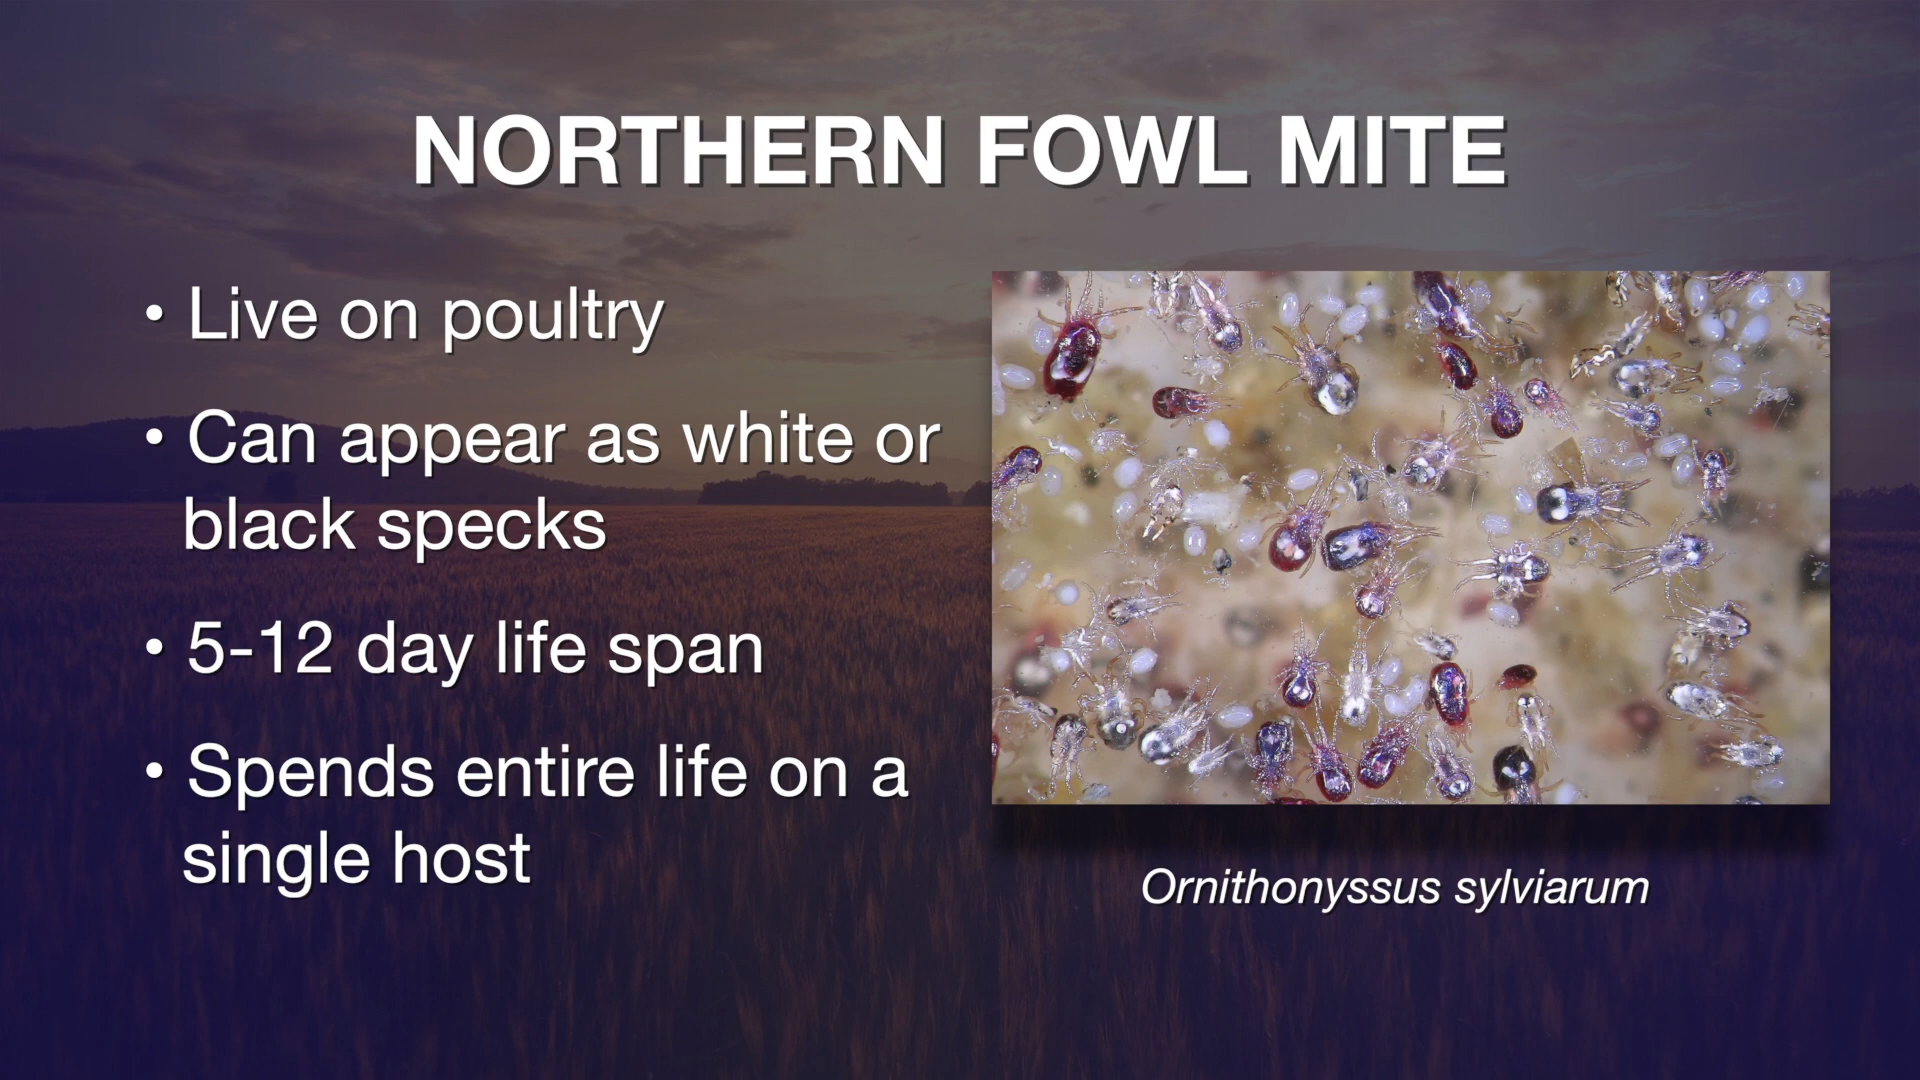 NORTHERN FOWL MITE
• Live on poultry
• Can appear as white or
black specks
• 5-12 day life span
• Spends entire life on a
single host
Ornithonyssus sylviarum